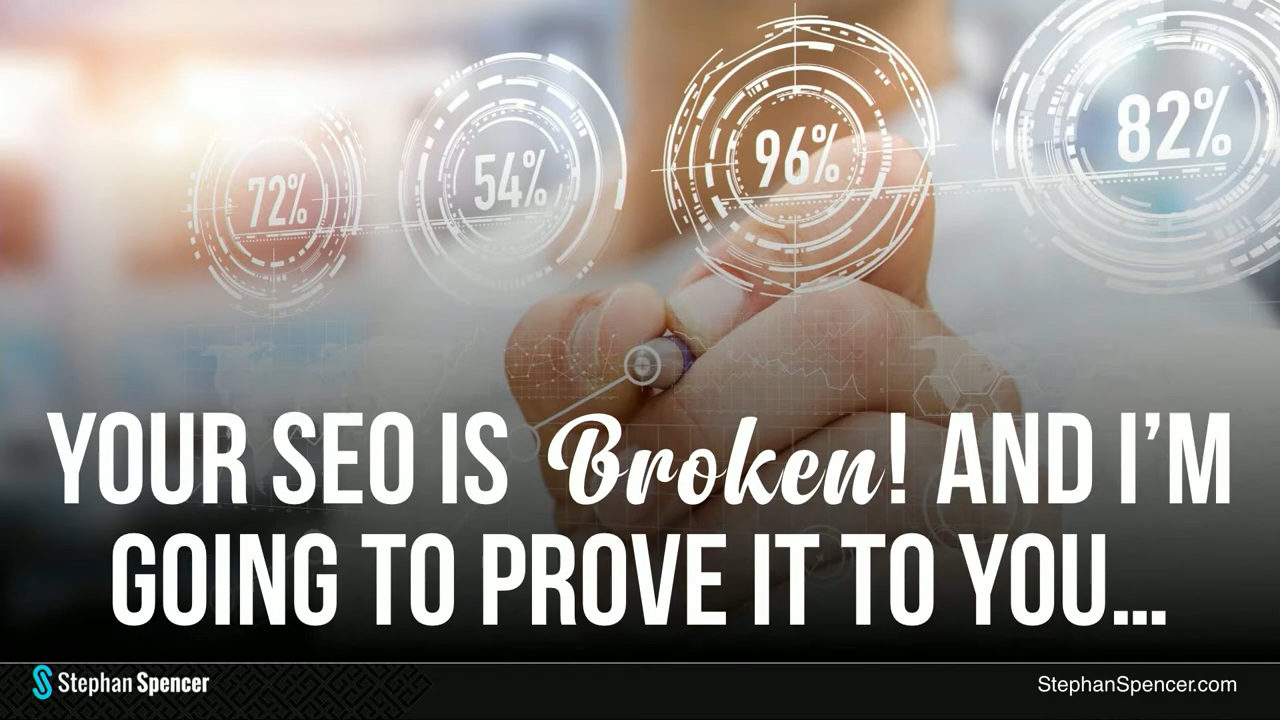 72%
54%
96%
82%
YOUR SEO IS Broken! AND I’M
GOING TO PROVE IT TO YOU...
Stephan Spencer
StephanSpencer.com